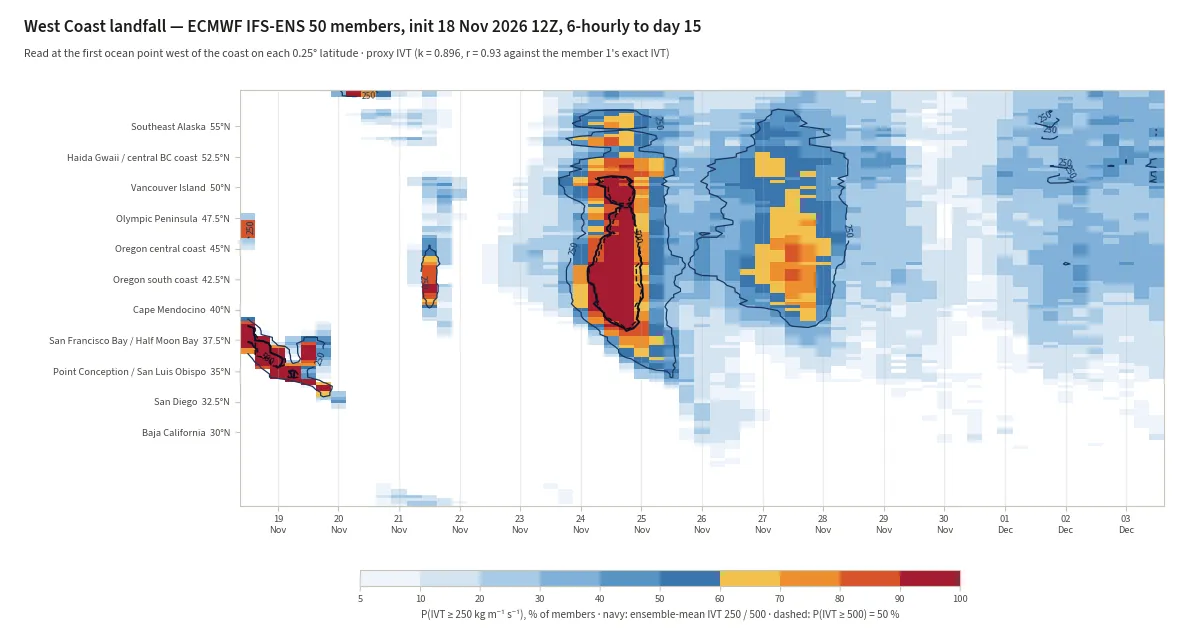 West Coast landfall — ECMWF IFS-ENS 50 members, init 18 Nov 2026 12Z, 6-hourly to day 15
Read at the first ocean point west of the coast on each 0.25° latitude · proxy IVT (k = 0.896, r = 0.93 against the member 1's exact IVT)
250
Southeast Alaska 55°N
250
250
250
Haida Gwaii / central BC coast 52.5°N
250
Vancouver Island 50°N
Olympic Peninsula 47.5°N
250
250
Oregon central coast 45°N
250
Oregon south coast 42.5°N
Cape Mendocino 40°N
San Francisco Bay / Half Moon Bay 37.5°N
250
Point Conception / San Luis Obispo 35°N
San Diego 32.5°N
Baja California 30°N
19 20 21 22 23 24 25 26 27 28 29 30 01 02 03
Nov Nov Nov Nov Nov Nov Nov Nov Nov Nov Nov Nov Dec Dec Dec
5 10 20 30 40 50 60 70 80 90 100
P(IVT ≥ 250 kg m⁻¹ s⁻¹), % of members · navy: ensemble-mean IVT 250 / 500 · dashed: P(IVT ≥ 500) = 50 %